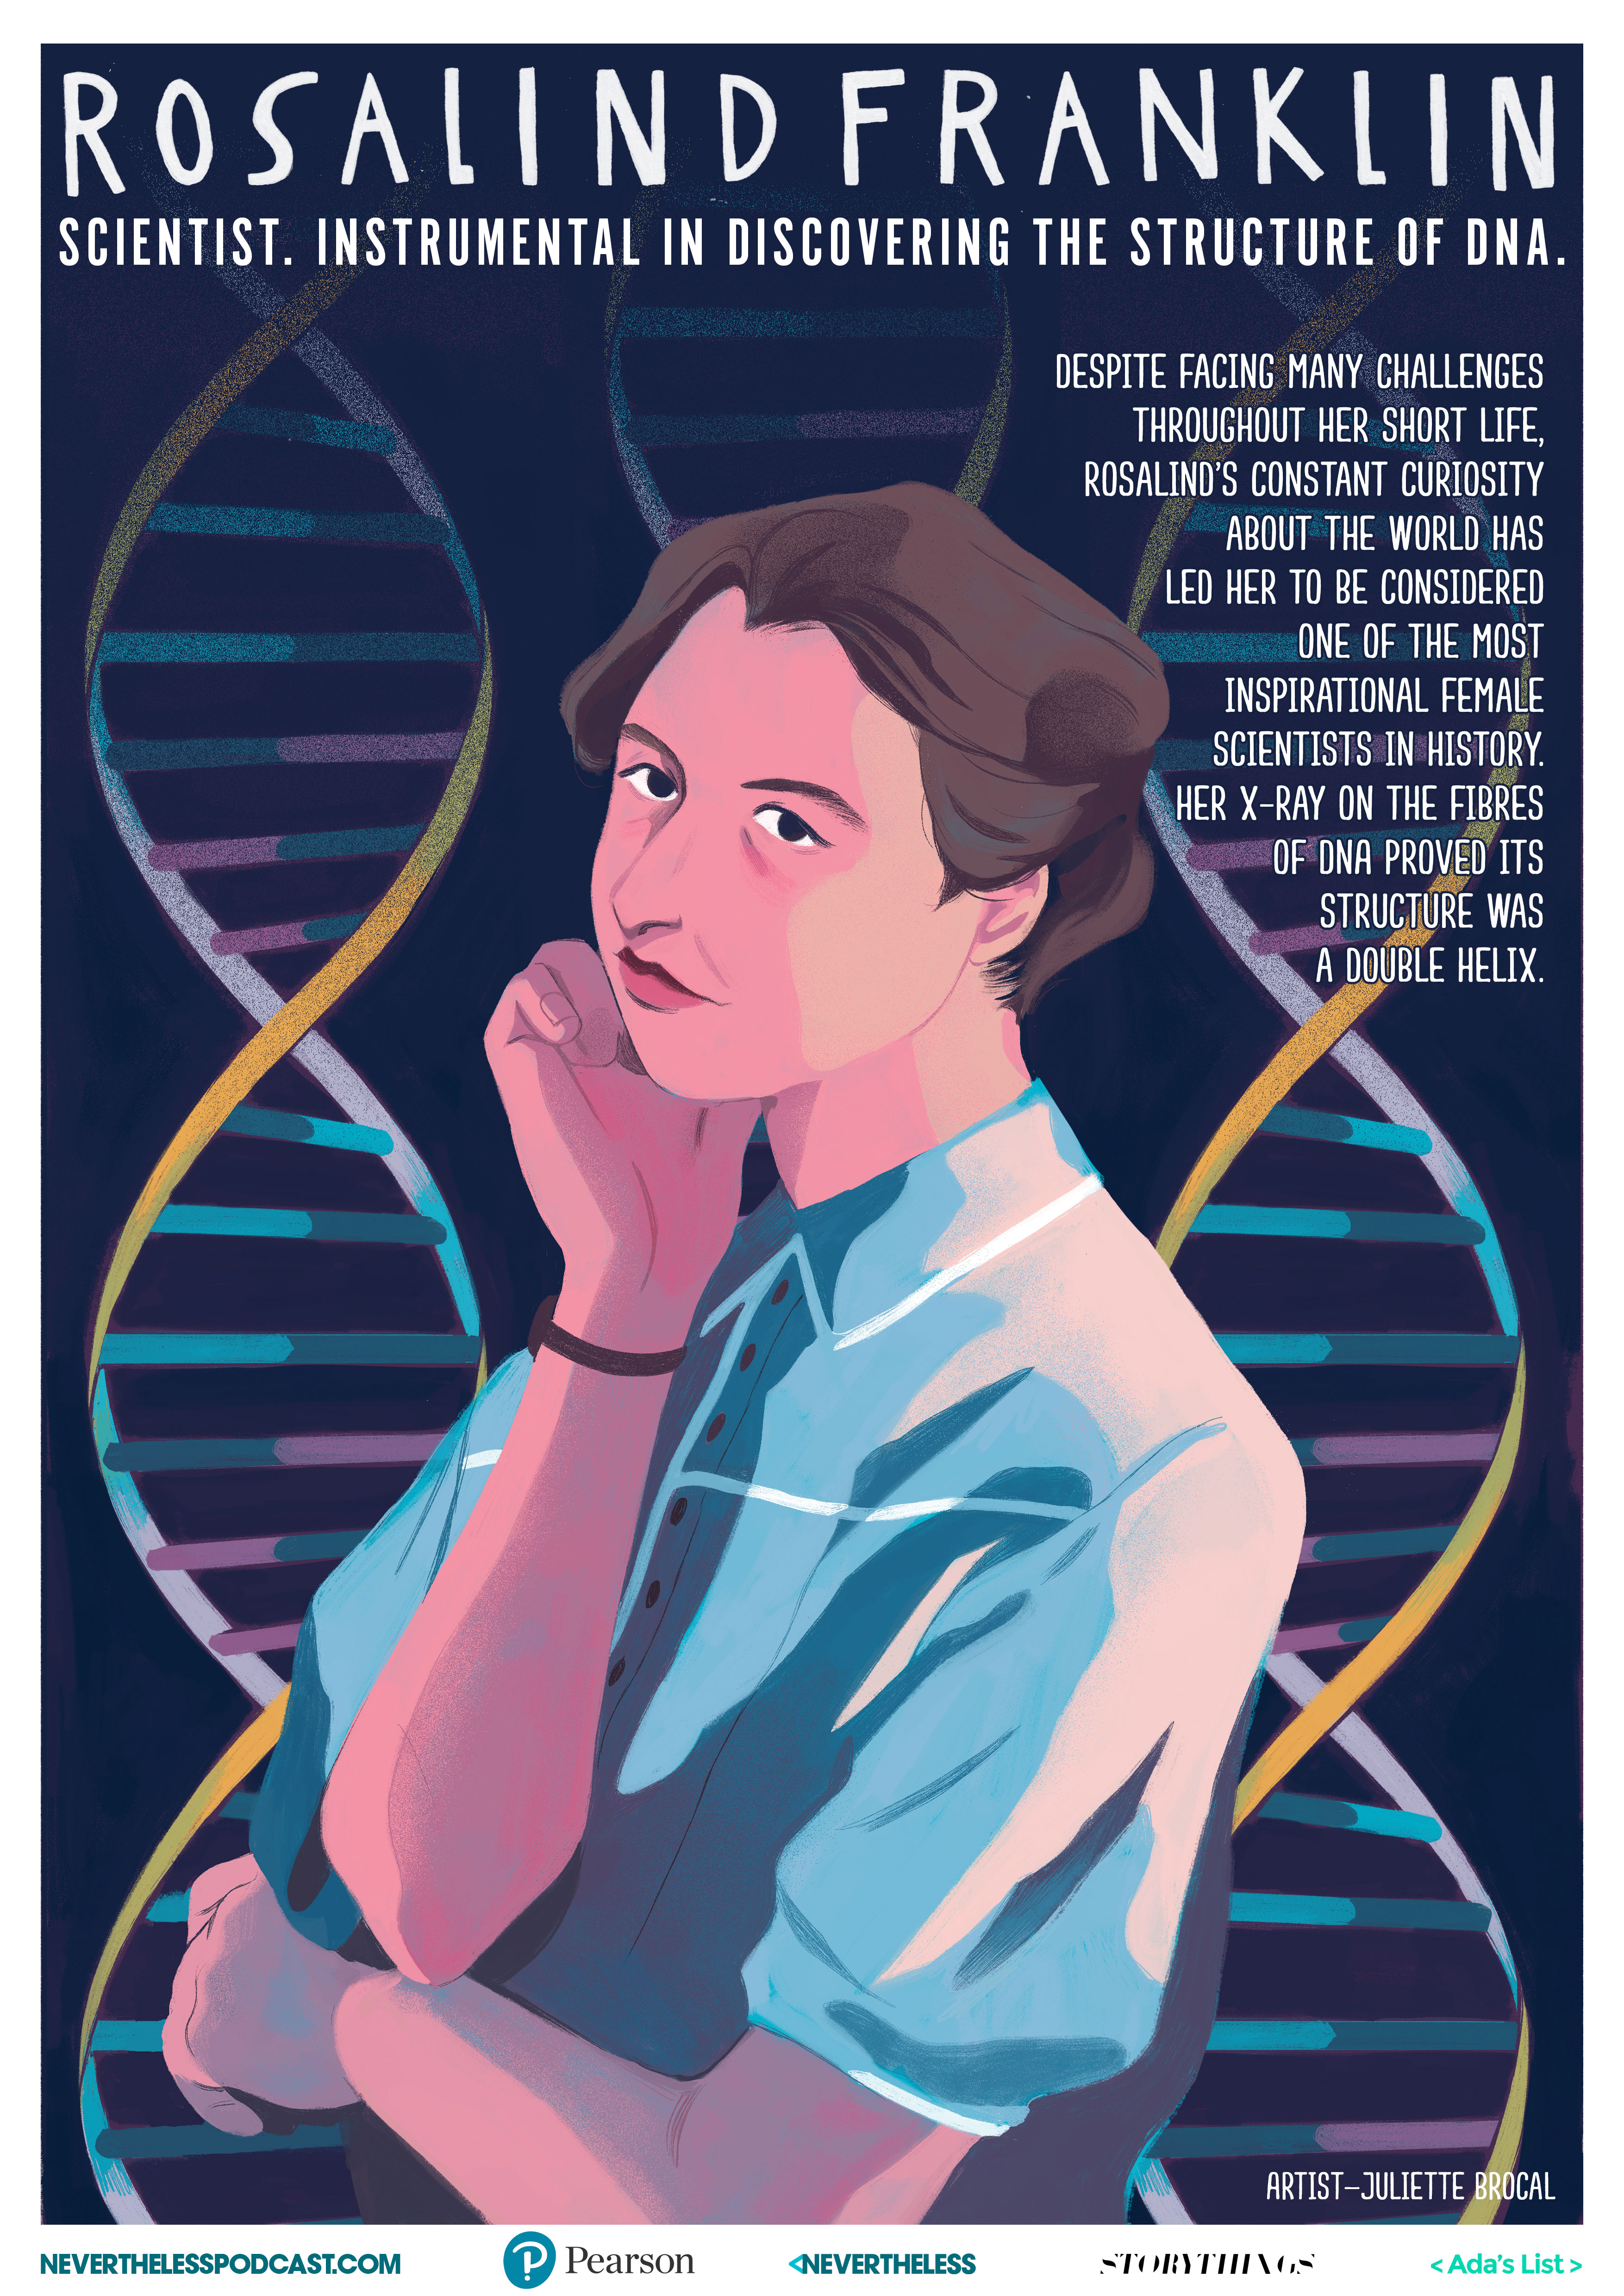 ROSALIND FRANKLIN
SCIENTIST. INSTRUMENTAL IN DISCOVERING THE STRUCTURE OF DNA.
DESPITE FACING MANY CHALLENGES
THROUGHOUT HER SHORT LIFE,
ROSALIND'S CONSTANT CURIOSITY
ABOUT THE WORLD HAS
LED HER TO BE CONSIDERED
ONE OF THE MOST
INSPIRATIONAL FEMALE
SCIENTISTS IN HISTORY.
HER X-RAY ON THE FIBRES
OF DNA PROVED ITS
STRUCTURE WAS
A DOUBLE HELIX.
ARTIST–JULIETTE BROCAL
NEVERTHELESSPODCAST.COM
P Pearson
<NEVERTHELESS
STORYTHINGS
<Ada's List>